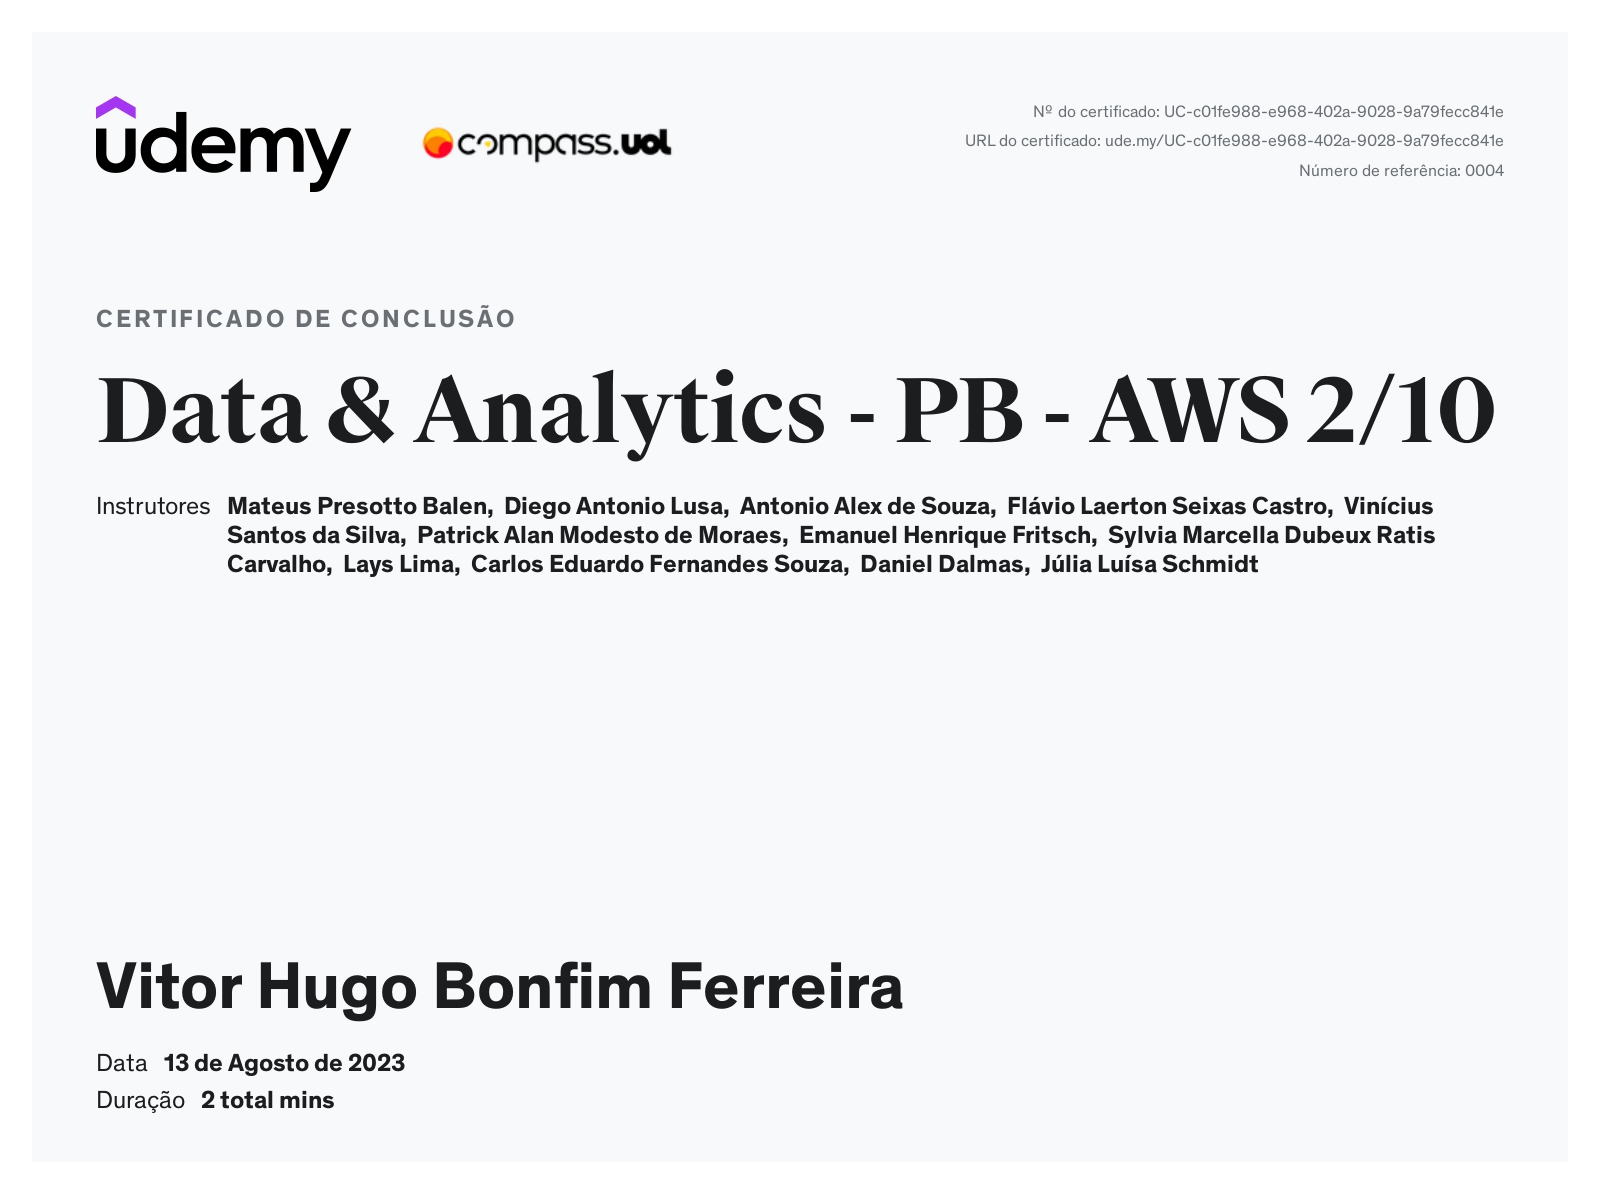 udemy
compass.uol
Nº do certificado: UC-c01fe988-e968-402a-9028-9a79fecc841e
URL do certificado: ude.my/UC-c01fe988-e968-402a-9028-9a79fecc841e
Número de referência: 0004
CERTIFICADO DE CONCLUSÃO
Data & Analytics - PB - AWS 2/10
Instrutores Mateus Presotto Balen, Diego Antonio Lusa, Antonio Alex de Souza, Flávio Laerton Seixas Castro, Vinícius
Santos da Silva, Patrick Alan Modesto de Moraes, Emanuel Henrique Fritsch, Sylvia Marcella Dubeux Ratis
Carvalho, Lays Lima, Carlos Eduardo Fernandes Souza, Daniel Dalmas, Júlia Luísa Schmidt
Vitor Hugo Bonfim Ferreira
Data 13 de Agosto de 2023
Duração 2 total mins